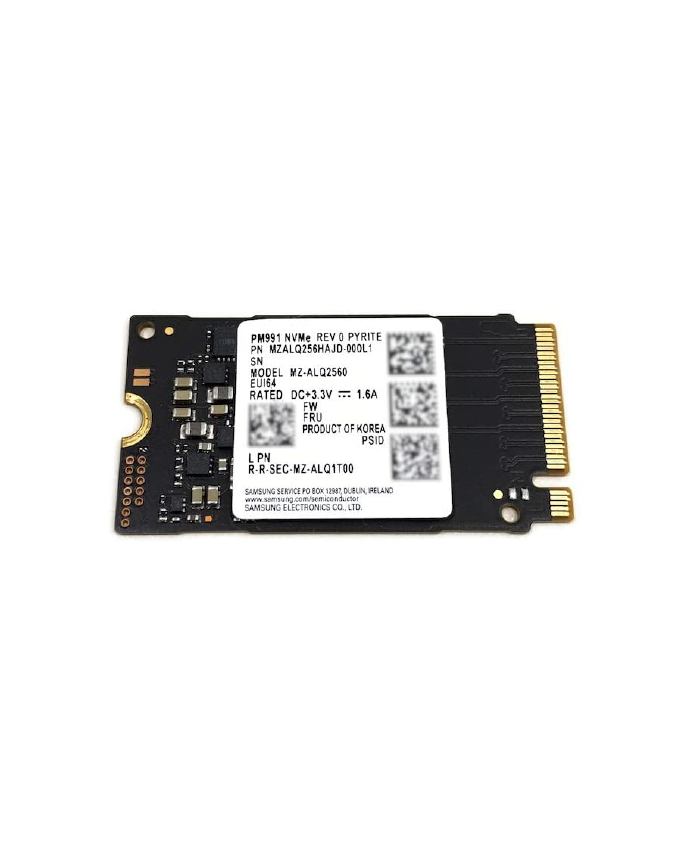 PM991 NVMe REV 0 PYRITE
PN MZALQ256HAJD-000L1
SN
MODEL MZ-ALQ2560
EUI64
RATED DC+3.3V ⎓ 1.6A
FW
FRU
PRODUCT OF KOREA
PSID
L PN
R-R-SEC-MZ-ALQ1T00
SAMSUNG SERVICE PO BOX 12987, DUBLIN, IRELAND
www.samsung.com/semiconductor
SAMSUNG ELECTRONICS CO., LTD.